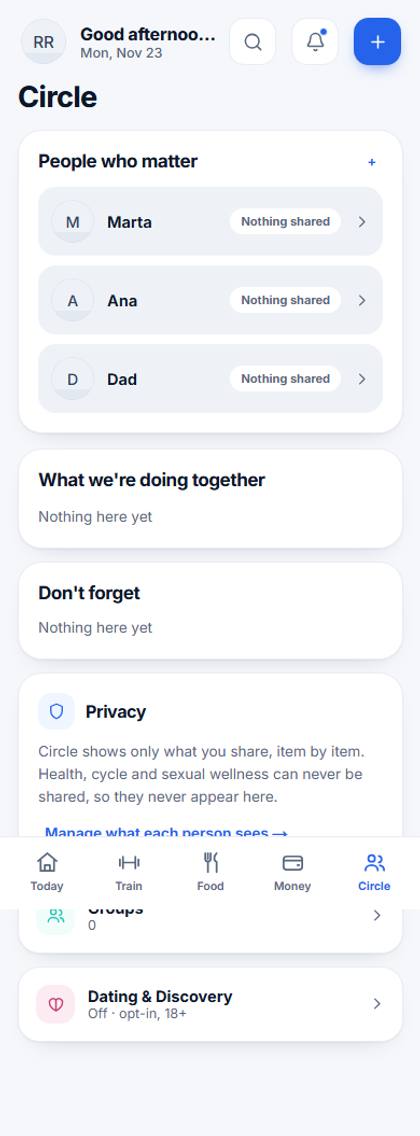 RR
Good afternoo...
Mon, Nov 23
Circle
People who matter
+
M
Marta
Nothing shared
A
Ana
Nothing shared
D
Dad
Nothing shared
What we're doing together
Nothing here yet
Don't forget
Nothing here yet
Privacy
Circle shows only what you share, item by item.
Health, cycle and sexual wellness can never be
shared, so they never appear here.
Manage what each person sees →
Today
Train
Food
Money
Circle
Groups
0
Dating & Discovery
Off · opt-in, 18+